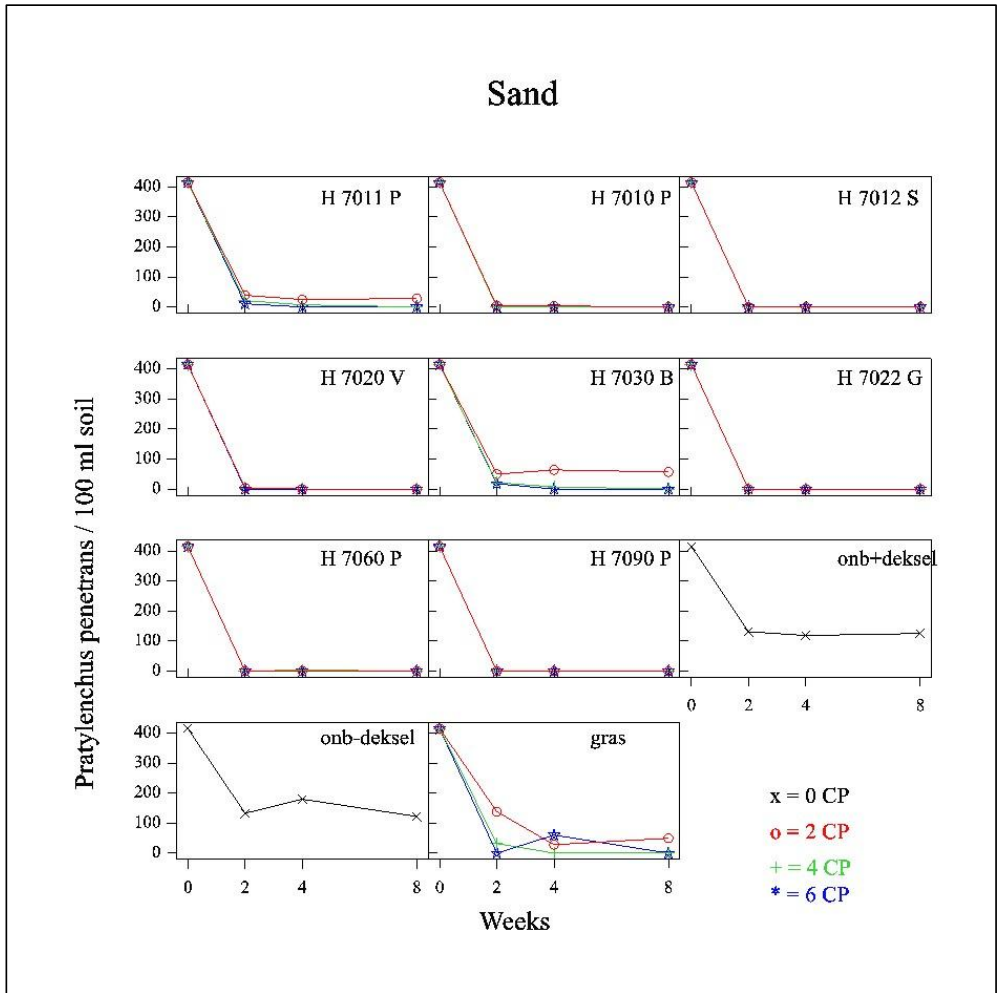 Sand
Pratylenchus penetrans / 100 ml soil
400
300
200
100
0
H 7011 P
H 7010 P
H 7012 S
400
300
200
100
0
H 7020 V
H 7030 B
H 7022 G
400
300
200
100
0
H 7060 P
H 7090 P
onb+deksel
0 2 4 8
400
300
200
100
0
onb-deksel
gras
0 2 4 8
0 2 4 8
Weeks
x = 0 CP
o = 2 CP
+ = 4 CP
* = 6 CP